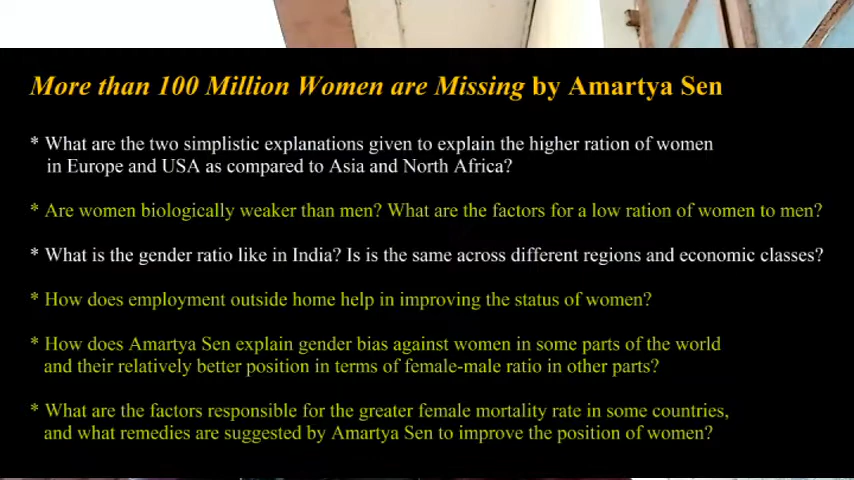 More than 100 Million Women are Missing by Amartya Sen
* What are the two simplistic explanations given to explain the higher ration of women
in Europe and USA as compared to Asia and North Africa?
* Are women biologically weaker than men? What are the factors for a low ration of women to men?
* What is the gender ratio like in India? Is is the same across different regions and economic classes?
* How does employment outside home help in improving the status of women?
* How does Amartya Sen explain gender bias against women in some parts of the world
and their relatively better position in terms of female-male ratio in other parts?
* What are the factors responsible for the greater female mortality rate in some countries,
and what remedies are suggested by Amartya Sen to improve the position of women?